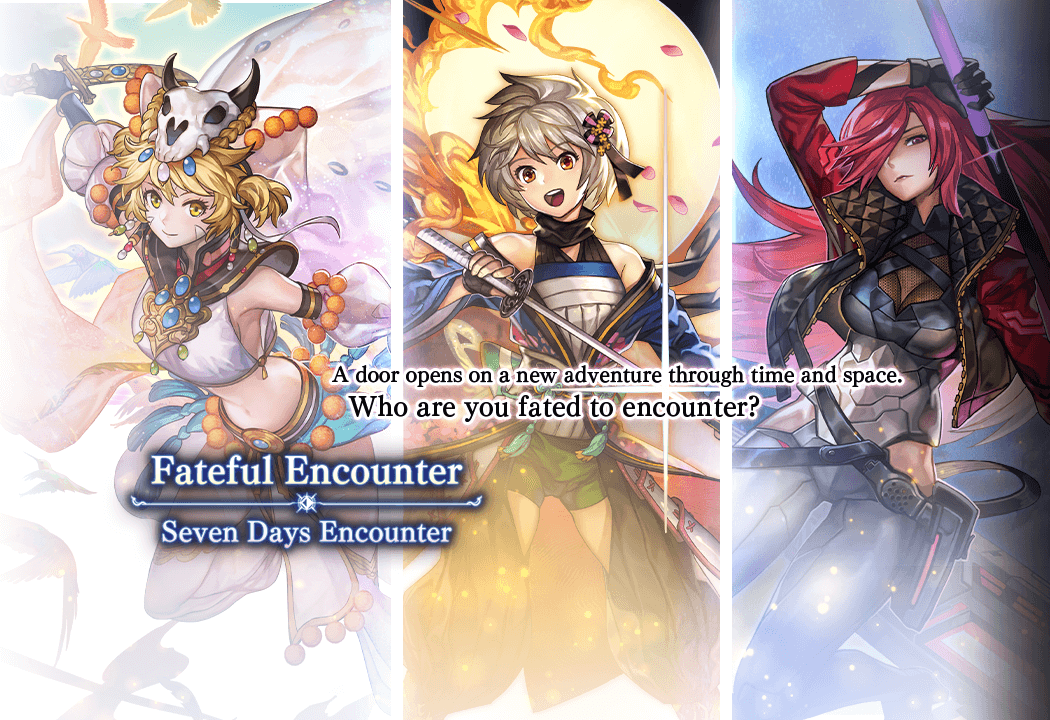 A door opens on a new adventure through time and space.
Who are you fated to encounter?
Fateful Encounter
Seven Days Encounter